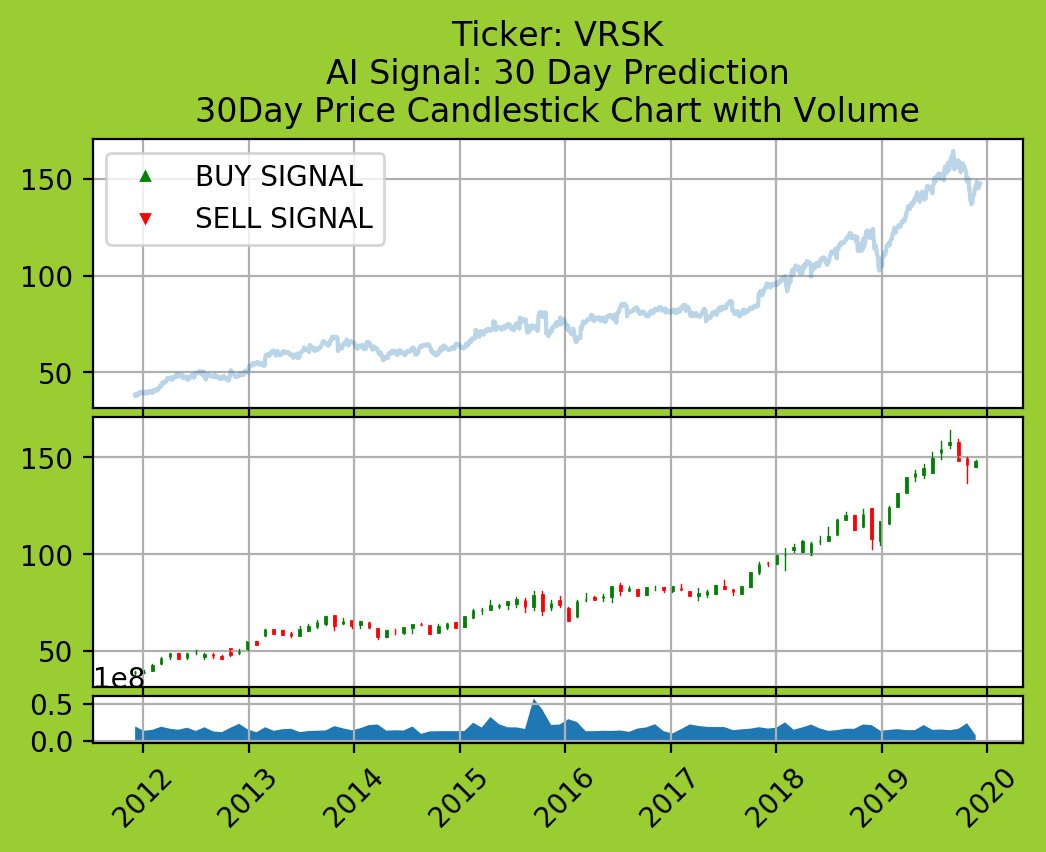 Ticker: VRSK
AI Signal: 30 Day Prediction
30Day Price Candlestick Chart with Volume
150
100
50
BUY SIGNAL
SELL SIGNAL
150
100
50
1e8
0.5
0.0
2012
2013
2014
2015
2016
2017
2018
2019
2020